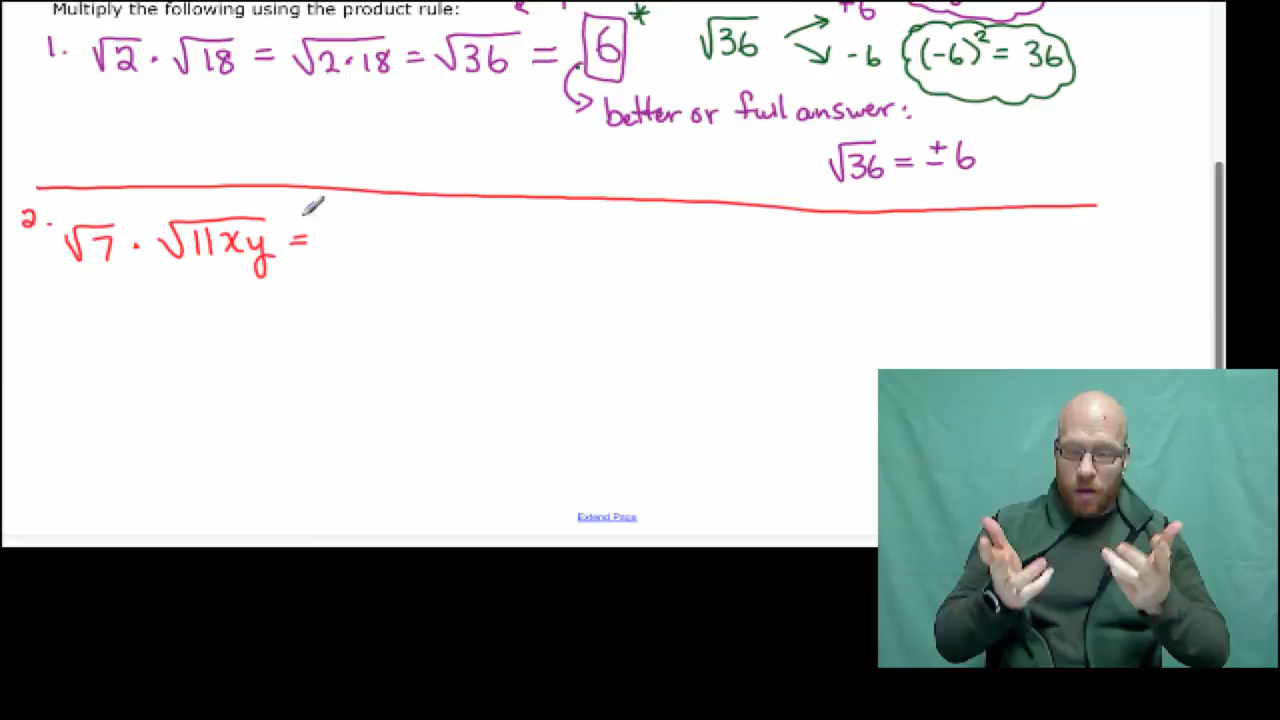 Multiply the following using the product rule:
1. √2 · √18 = √2·18 = √36 = 6 * √36
-6 (-6)² = 36
better or full answer:
√36 = ±6
2. √7 · √11xy =
Extend Page